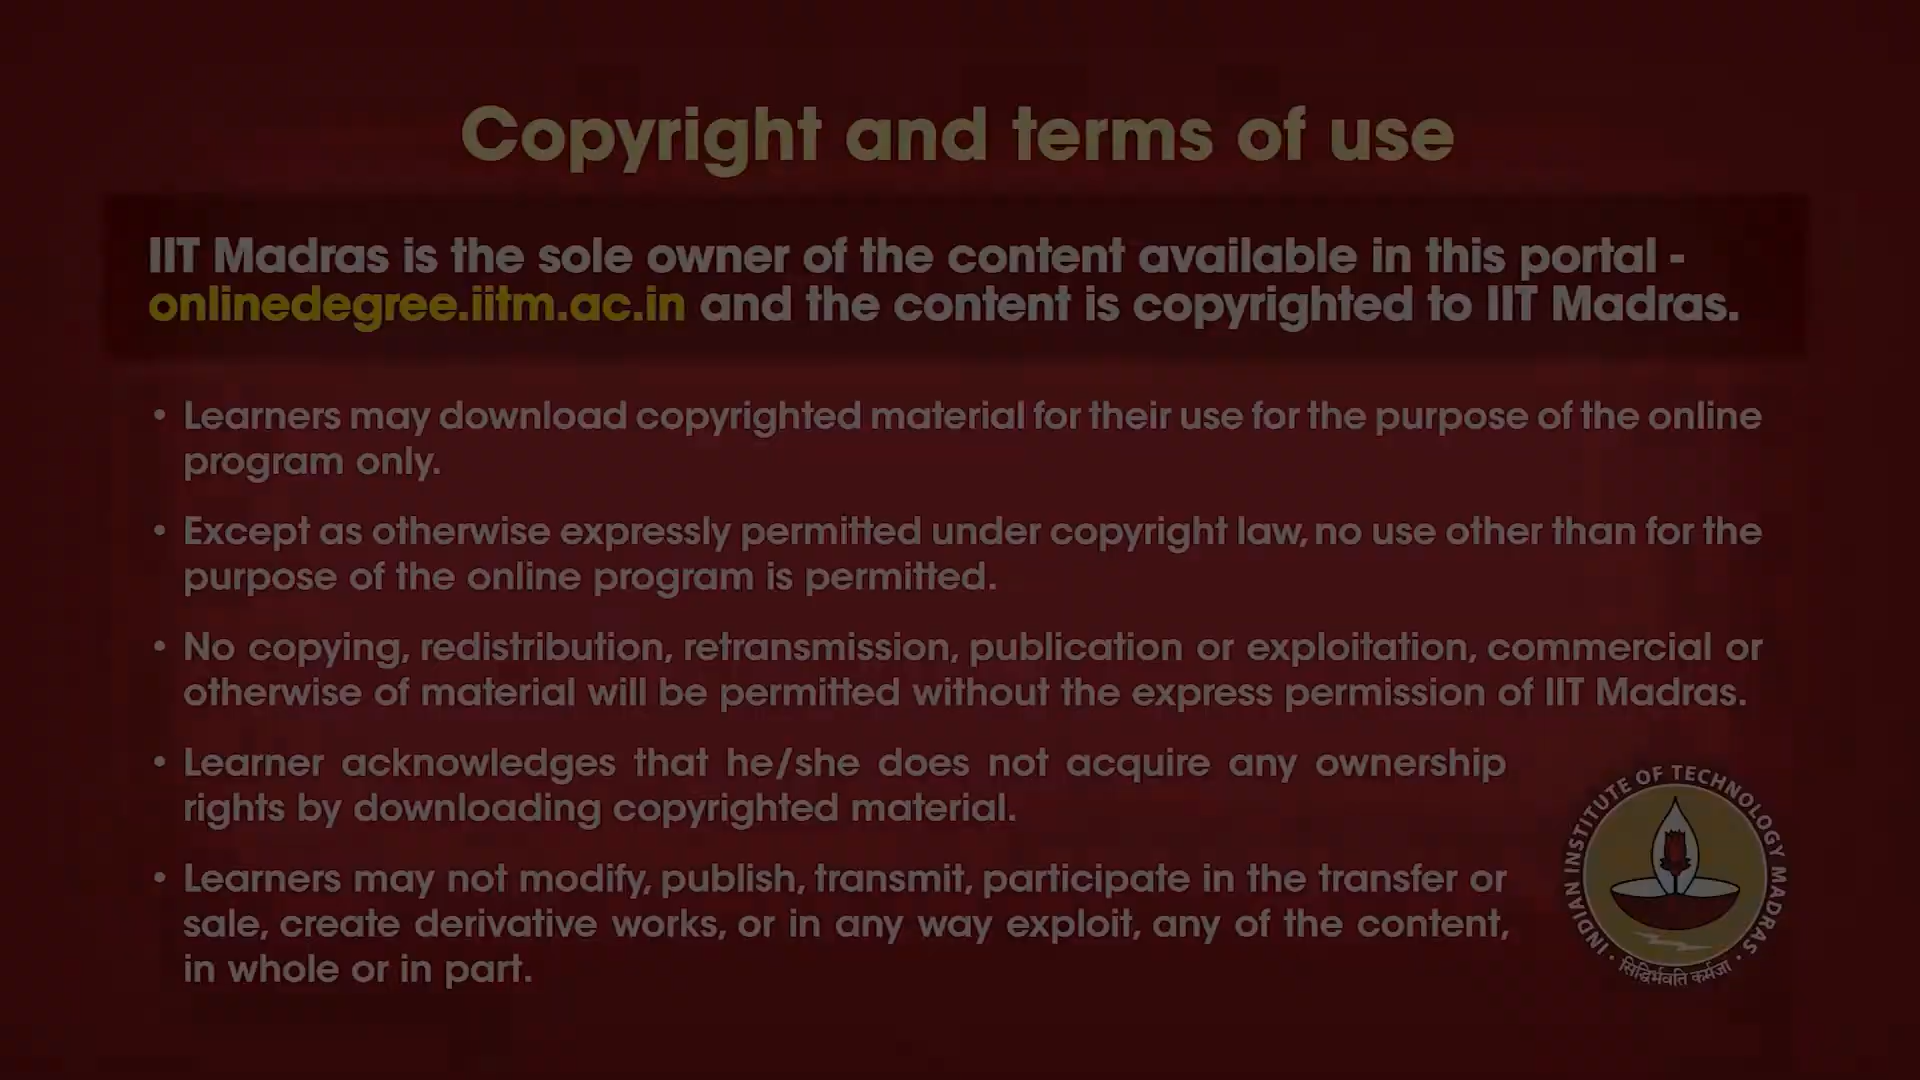 Copyright and terms of use
IIT Madras is the sole owner of the content available in this portal -
onlinedegree.iitm.ac.in and the content is copyrighted to IIT Madras.
• Learners may download copyrighted material for their use for the purpose of the online
program only.
• Except as otherwise expressly permitted under copyright law, no use other than for the
purpose of the online program is permitted.
• No copying, redistribution, retransmission, publication or exploitation, commercial or
otherwise of material will be permitted without the express permission of IIT Madras.
• Learner acknowledges that he/she does not acquire any ownership
rights by downloading copyrighted material.
• Learners may not modify, publish, transmit, participate in the transfer or
sale, create derivative works, or in any way exploit, any of the content,
in whole or in part.
INDIAN INSTITUTE OF TECHNOLOGY MADRAS
सिद्धिर्भवति कर्मजा